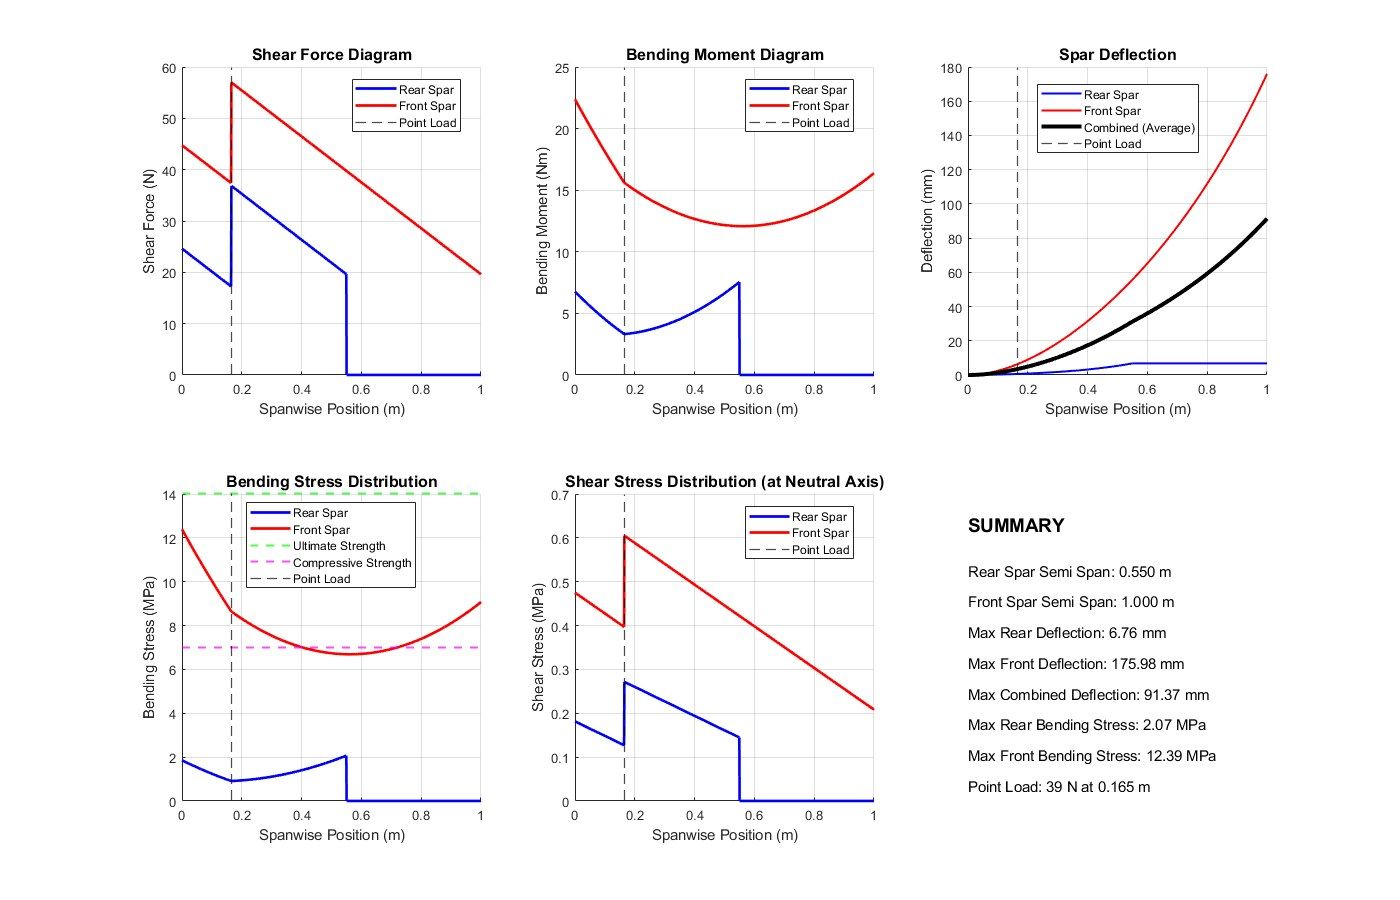 Shear Force Diagram
60
50
40
30
20
10
0
Shear Force (N)
Rear Spar
Front Spar
Point Load
0
0.2
0.4
0.6
0.8
1
Spanwise Position (m)
Bending Moment Diagram
25
20
15
10
5
0
Bending Moment (Nm)
Rear Spar
Front Spar
Point Load
0
0.2
0.4
0.6
0.8
1
Spanwise Position (m)
Spar Deflection
180
160
140
120
100
80
60
40
20
0
Deflection (mm)
Rear Spar
Front Spar
Combined (Average)
Point Load
0
0.2
0.4
0.6
0.8
1
Spanwise Position (m)
Bending Stress Distribution
14
12
10
8
6
4
2
0
Bending Stress (MPa)
Rear Spar
Front Spar
Ultimate Strength
Compressive Strength
Point Load
0
0.2
0.4
0.6
0.8
1
Spanwise Position (m)
Shear Stress Distribution (at Neutral Axis)
0.7
0.6
0.5
0.4
0.3
0.2
0.1
0
Shear Stress (MPa)
Rear Spar
Front Spar
Point Load
0
0.2
0.4
0.6
0.8
1
Spanwise Position (m)
SUMMARY
Rear Spar Semi Span: 0.550 m
Front Spar Semi Span: 1.000 m
Max Rear Deflection: 6.76 mm
Max Front Deflection: 175.98 mm
Max Combined Deflection: 91.37 mm
Max Rear Bending Stress: 2.07 MPa
Max Front Bending Stress: 12.39 MPa
Point Load: 39 N at 0.165 m